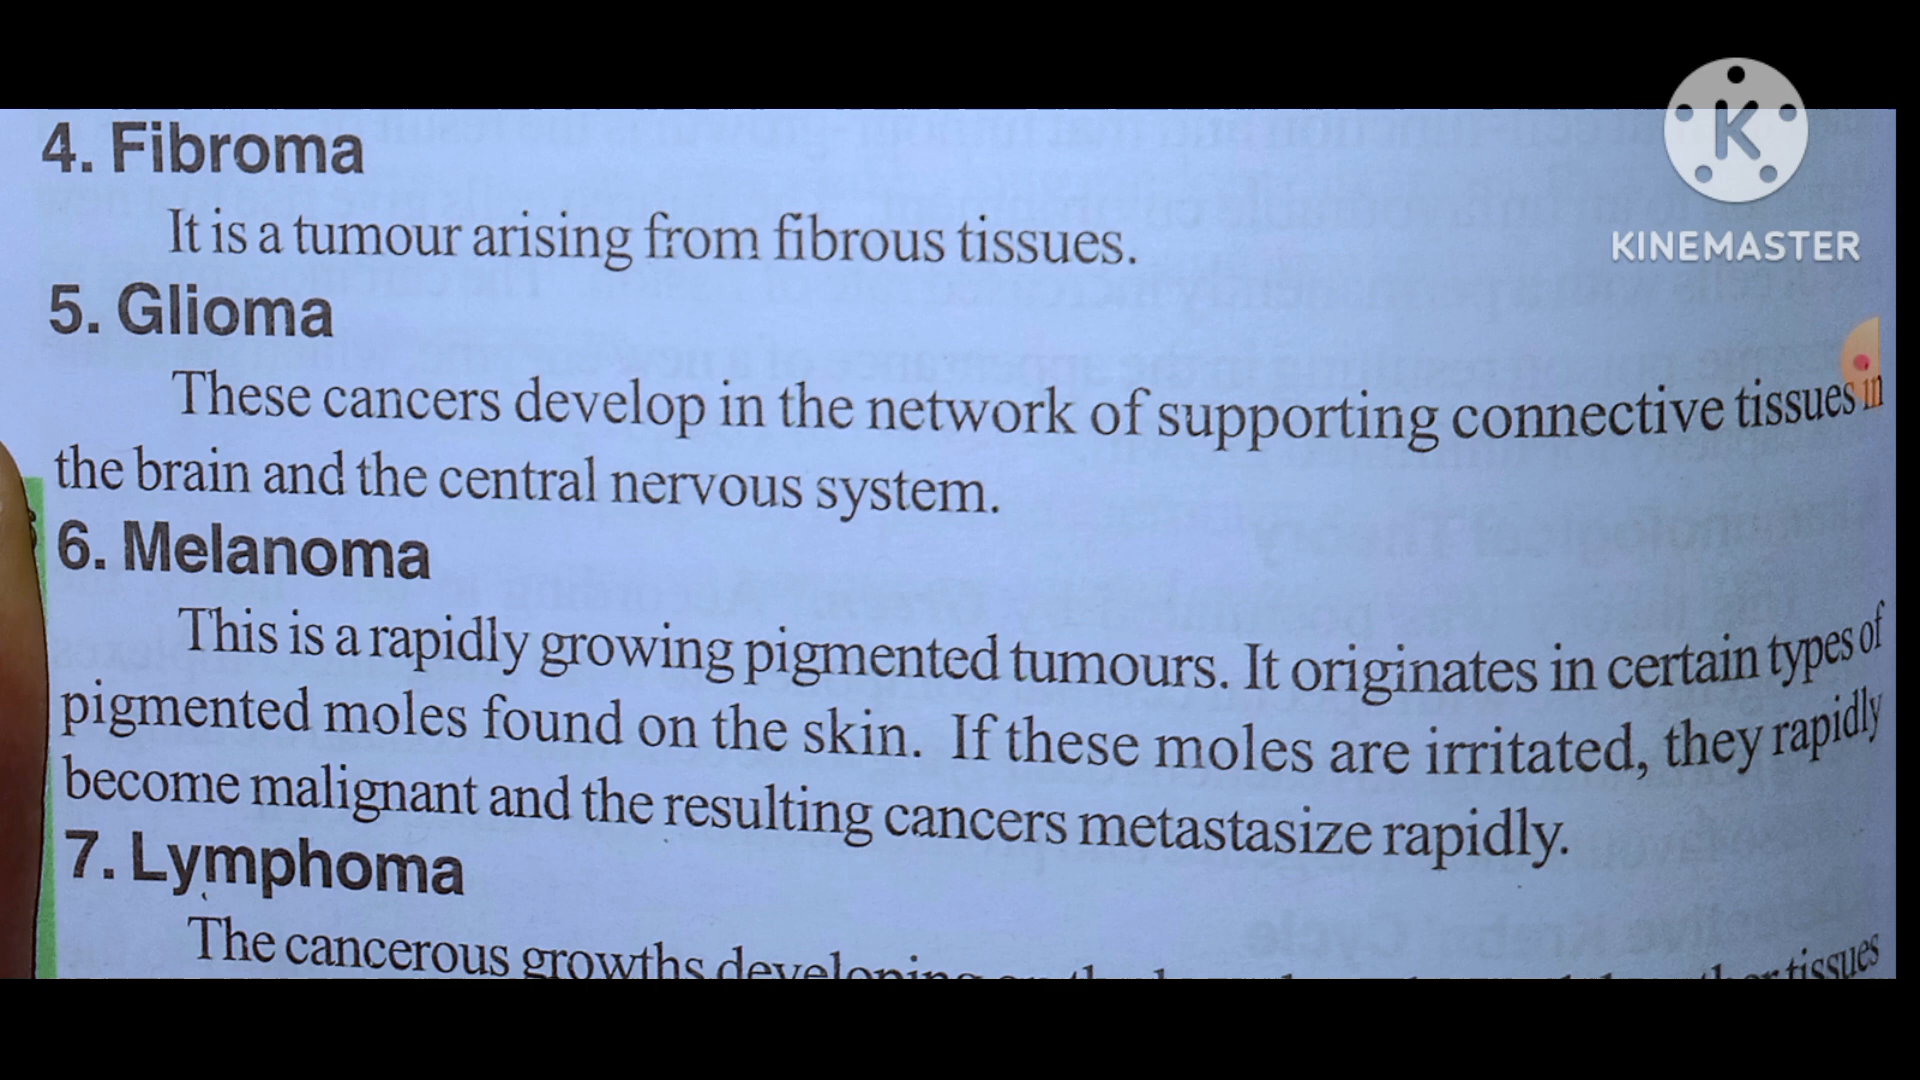 4. Fibroma
It is a tumour arising from fibrous tissues.
5. Glioma
These cancers develop in the network of supporting connective tissues in
the brain and the central nervous system.
6. Melanoma
This is a rapidly growing pigmented tumours. It originates in certain types of
pigmented moles found on the skin. If these moles are irritated, they rapidly
become malignant and the resulting cancers metastasize rapidly.
7. Lymphoma
The cancerous growths developing tissues
K
KINEMASTER